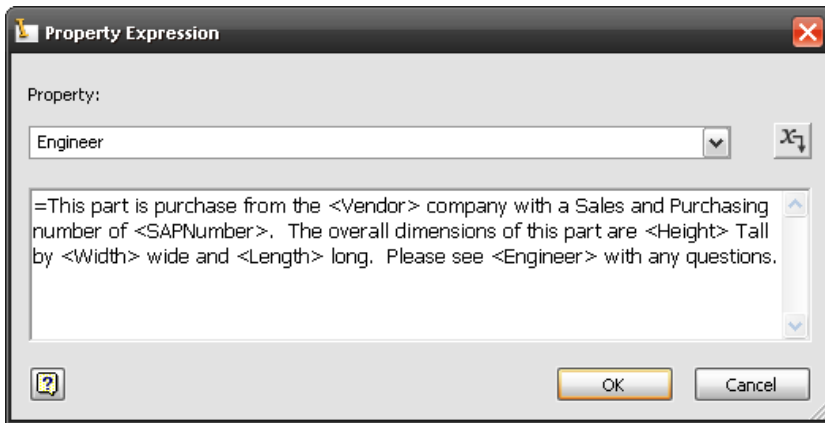 Property Expression
Property:
Engineer
=This part is purchase from the <Vendor> company with a Sales and Purchasing
number of <SAPNumber>.  The overall dimensions of this part are <Height> Tall
by <Width> wide and <Length> long.  Please see <Engineer> with any questions.
OK
Cancel